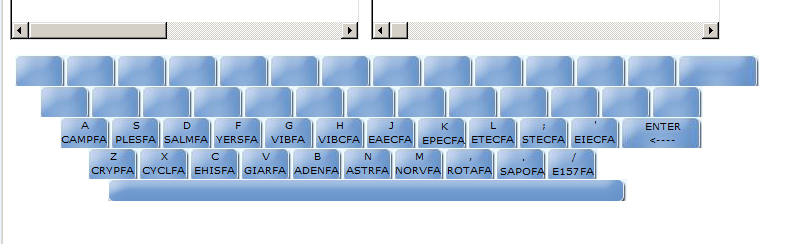 A S D F G H J K L ; ' ENTER
CAMPFA PLESFA SALMFA YERSFA VIBFA VIBCFA EAECFA EPECFA ETECFA STECFA EIECFA <----
Z X C V B N M , . /
CRYPFA CYCLFA EHISFA GIARFA ADENFA ASTRFA NORVFA ROTAFA SAPOFA E157FA